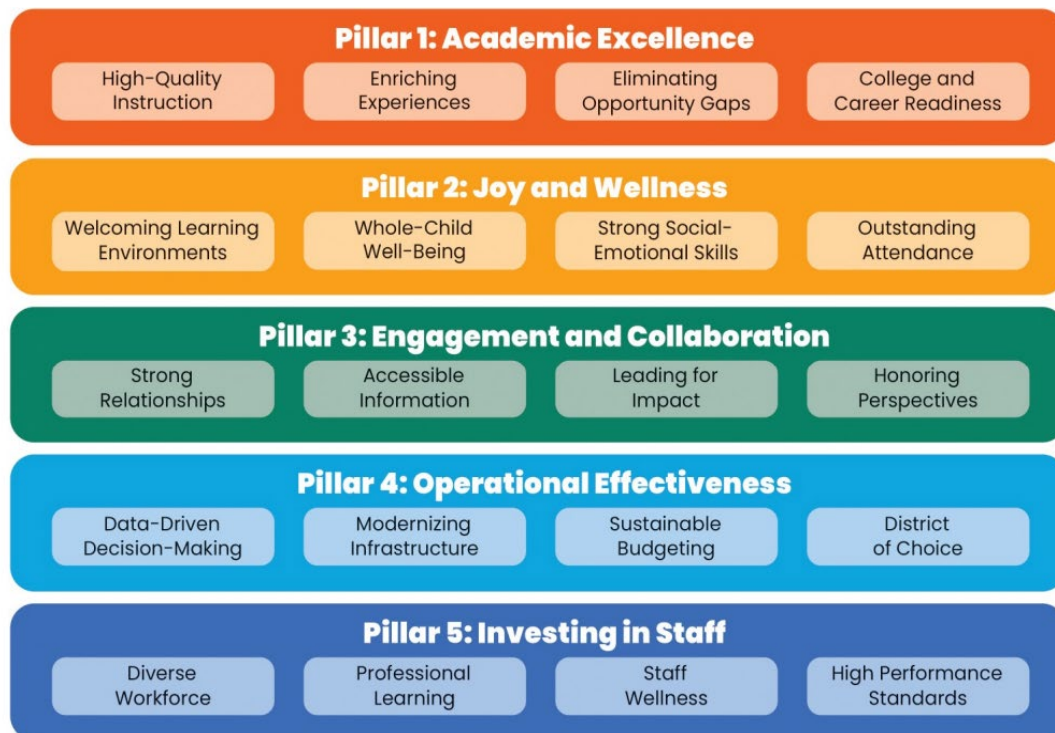 Pillar 1: Academic Excellence
High-Quality
Instruction
Enriching
Experiences
Eliminating
Opportunity Gaps
College and
Career Readiness
Pillar 2: Joy and Wellness
Welcoming Learning
Environments
Whole-Child
Well-Being
Strong Social-
Emotional Skills
Outstanding
Attendance
Pillar 3: Engagement and Collaboration
Strong
Relationships
Accessible
Information
Leading for
Impact
Honoring
Perspectives
Pillar 4: Operational Effectiveness
Data-Driven
Decision-Making
Modernizing
Infrastructure
Sustainable
Budgeting
District
of Choice
Pillar 5: Investing in Staff
Diverse
Workforce
Professional
Learning
Staff
Wellness
High Performance
Standards